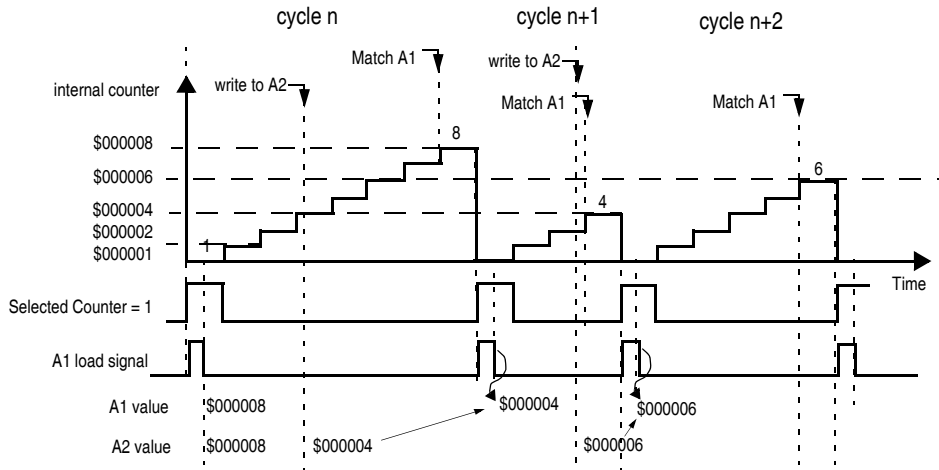 cycle n
cycle n+1
cycle n+2
Match A1
write to A2
write to A2
Match A1
Match A1
internal counter
8
6
4
1
$000008
$000006
$000004
$000002
$000001
Time
Selected Counter = 1
A1 load signal
A1 value $000008 $000004 $000006
A2 value $000008 $000004 $000006